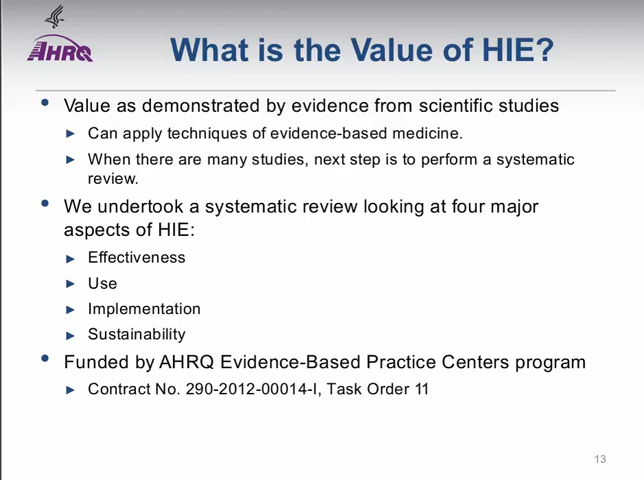 AHRQ
What is the Value of HIE?
• Value as demonstrated by evidence from scientific studies
► Can apply techniques of evidence-based medicine.
► When there are many studies, next step is to perform a systematic
review.
• We undertook a systematic review looking at four major
aspects of HIE:
► Effectiveness
► Use
► Implementation
► Sustainability
• Funded by AHRQ Evidence-Based Practice Centers program
► Contract No. 290-2012-00014-I, Task Order 11
13